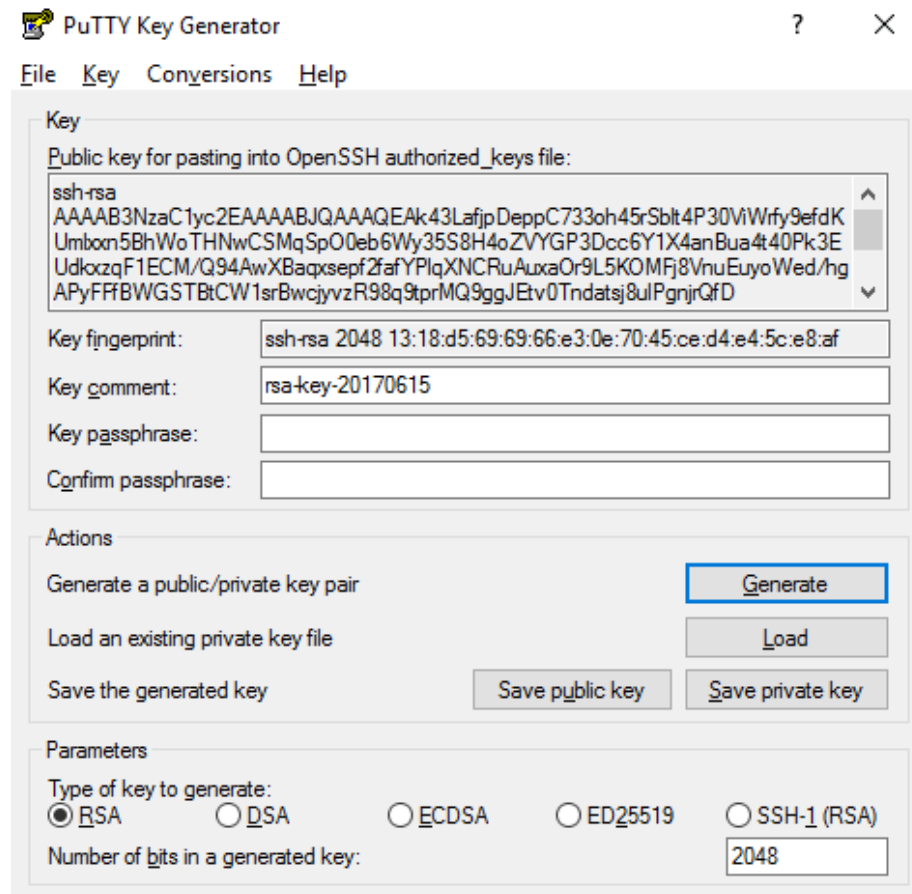 PuTTY Key Generator ? ×
File Key Conversions Help
Key
Public key for pasting into OpenSSH authorized_keys file:
ssh-rsa
AAAAB3NzaC1yc2EAAAABJQAAAQEAk43LafjpDeppC733oh45rSblt4P30ViWrfy9efdK
Umlxxn5BhWoTHNwCSMqSpO0eb6Wy35S8H4oZVYGP3Dcc6Y1X4anBua4t40Pk3E
UdkxzqF1ECM/Q94AwXBaqxsepf2fafYPlqXNCRuAuxaOr9L5KOMFj8VnuEuyoWed/hg
APyFFfBWGSTBtCW1srBwcjyvzR98q9tprMQ9ggJEtv0Tndatsj8ulPgnjrQfD
Key fingerprint: ssh-rsa 2048 13:18:d5:69:69:66:e3:0e:70:45:ce:d4:e4:5c:e8:af
Key comment: rsa-key-20170615
Key passphrase:
Confirm passphrase:
Actions
Generate a public/private key pair Generate
Load an existing private key file Load
Save the generated key Save public key Save private key
Parameters
Type of key to generate:
RSA DSA ECDSA ED25519 SSH-1 (RSA)
Number of bits in a generated key: 2048